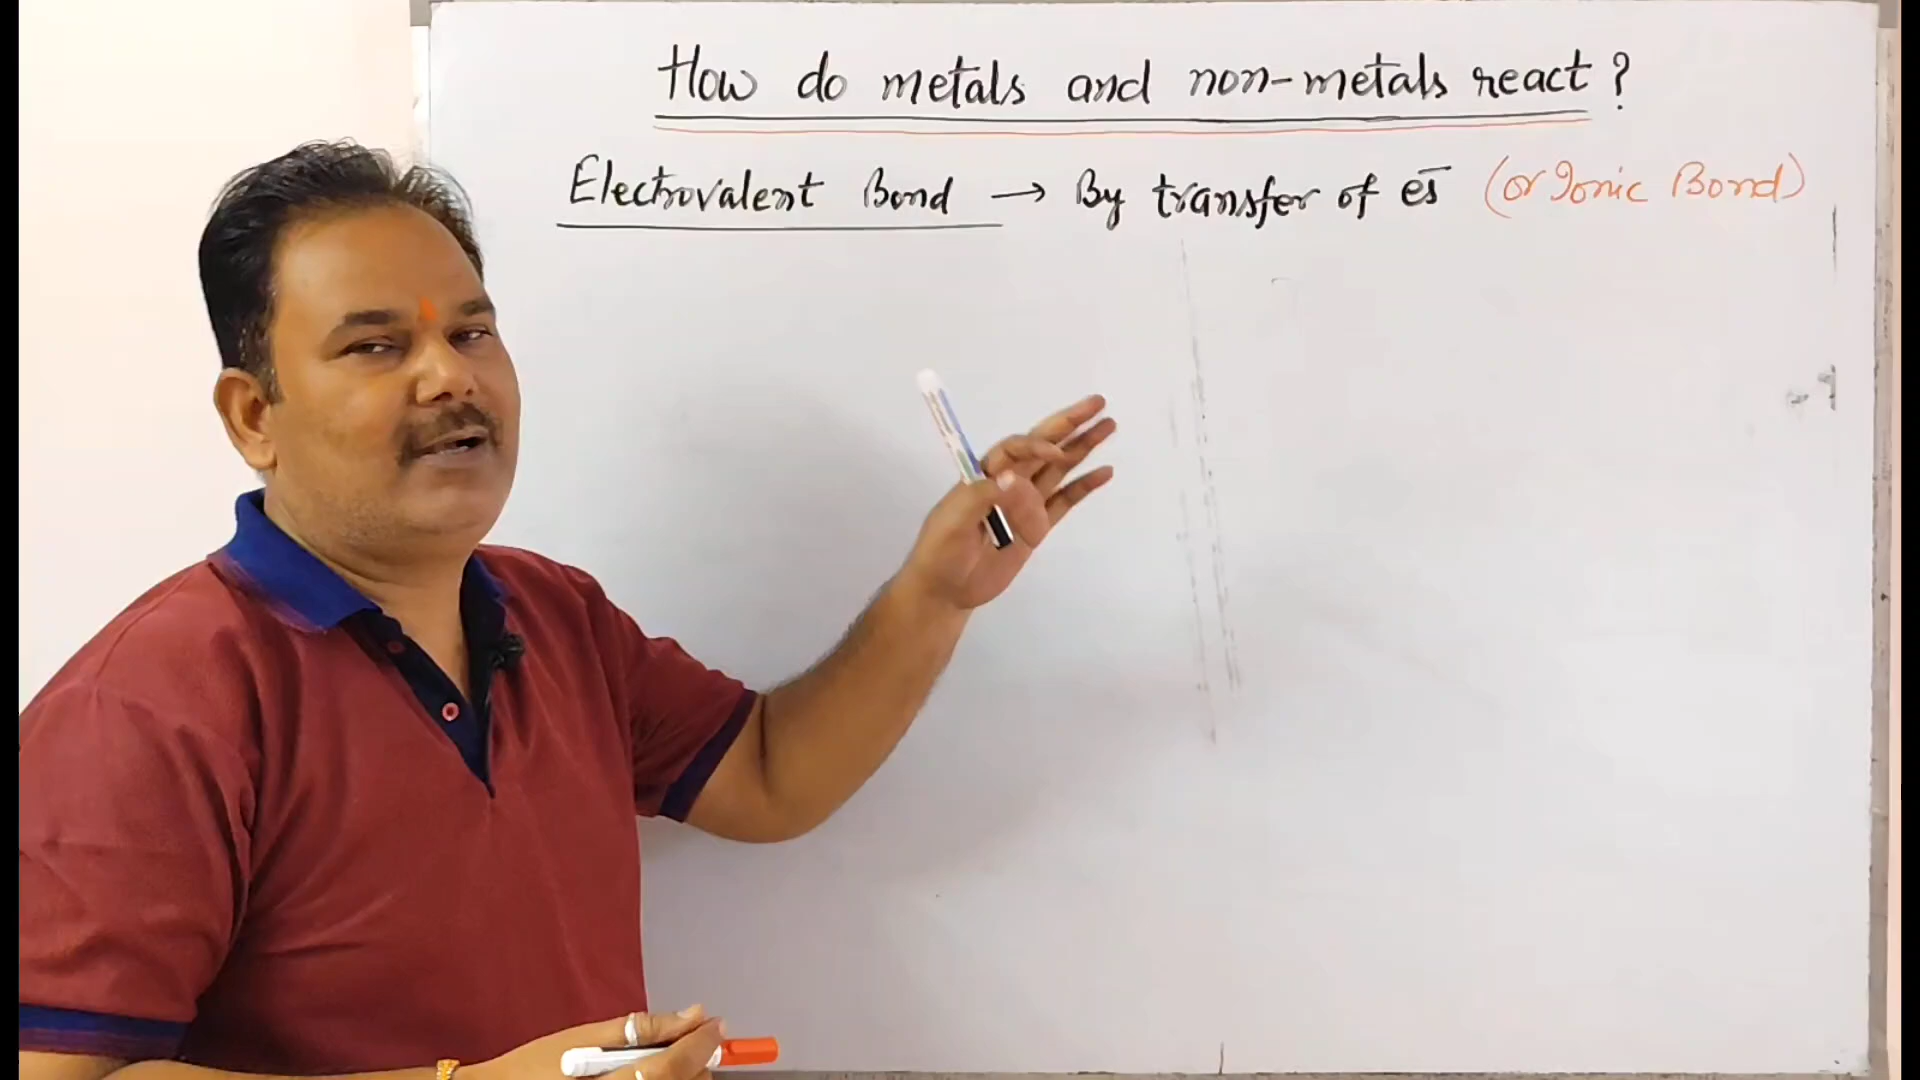 How do metals and non-metals react?
Electrovalent Bond → By transfer of es̄ (or Ionic Bond)